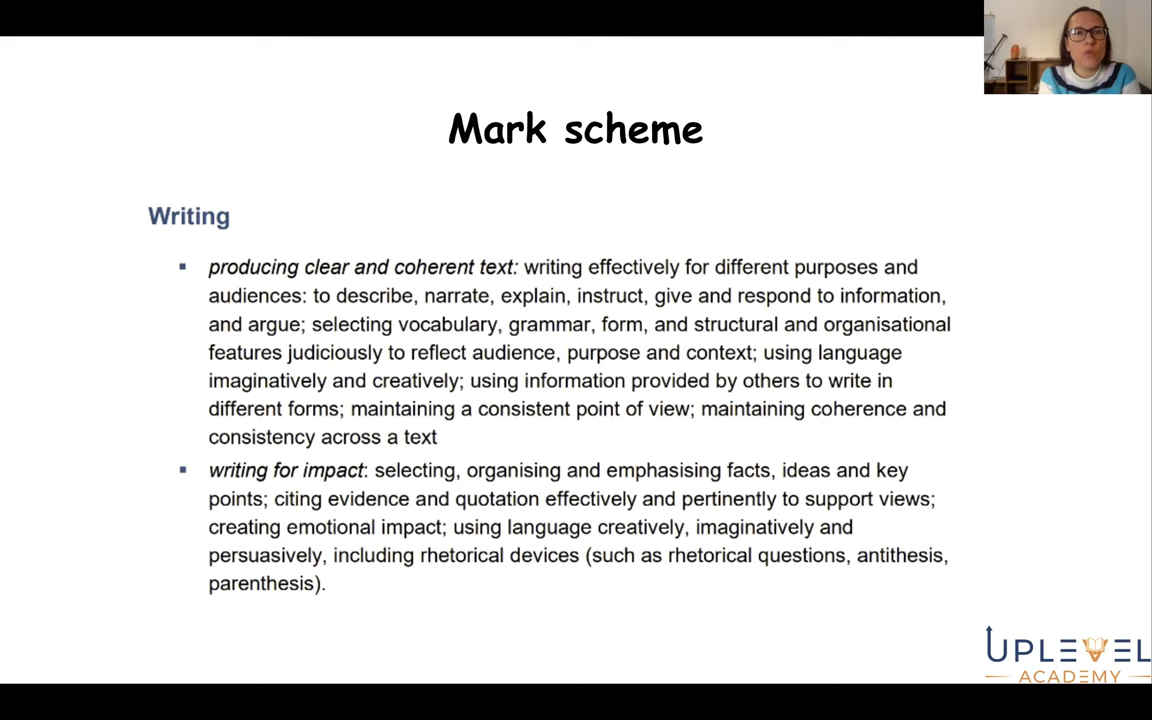 Mark scheme
Writing
▪ producing clear and coherent text: writing effectively for different purposes and
audiences: to describe, narrate, explain, instruct, give and respond to information,
and argue; selecting vocabulary, grammar, form, and structural and organisational
features judiciously to reflect audience, purpose and context; using language
imaginatively and creatively; using information provided by others to write in
different forms; maintaining a consistent point of view; maintaining coherence and
consistency across a text
▪ writing for impact: selecting, organising and emphasising facts, ideas and key
points; citing evidence and quotation effectively and pertinently to support views;
creating emotional impact; using language creatively, imaginatively and
persuasively, including rhetorical devices (such as rhetorical questions, antithesis,
parenthesis).
UPLEVEL
ACADEMY